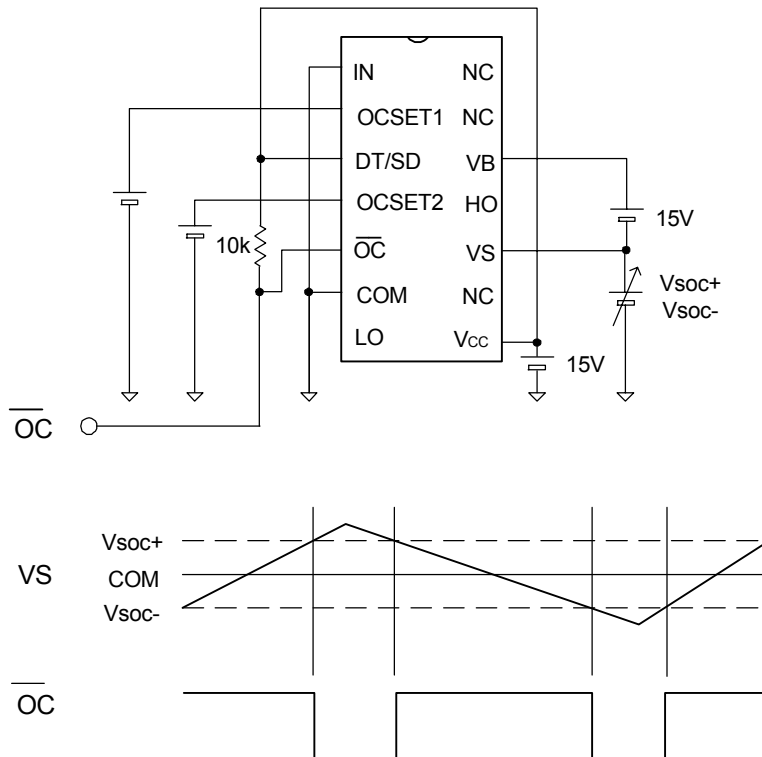 IN NC
OCSET1 NC
DT/SD VB
OCSET2 HO
15V
10k
OC VS
Vsoc+
COM NC
Vsoc-
LO VCC
15V
OC
Vsoc+
VS COM
Vsoc-
OC